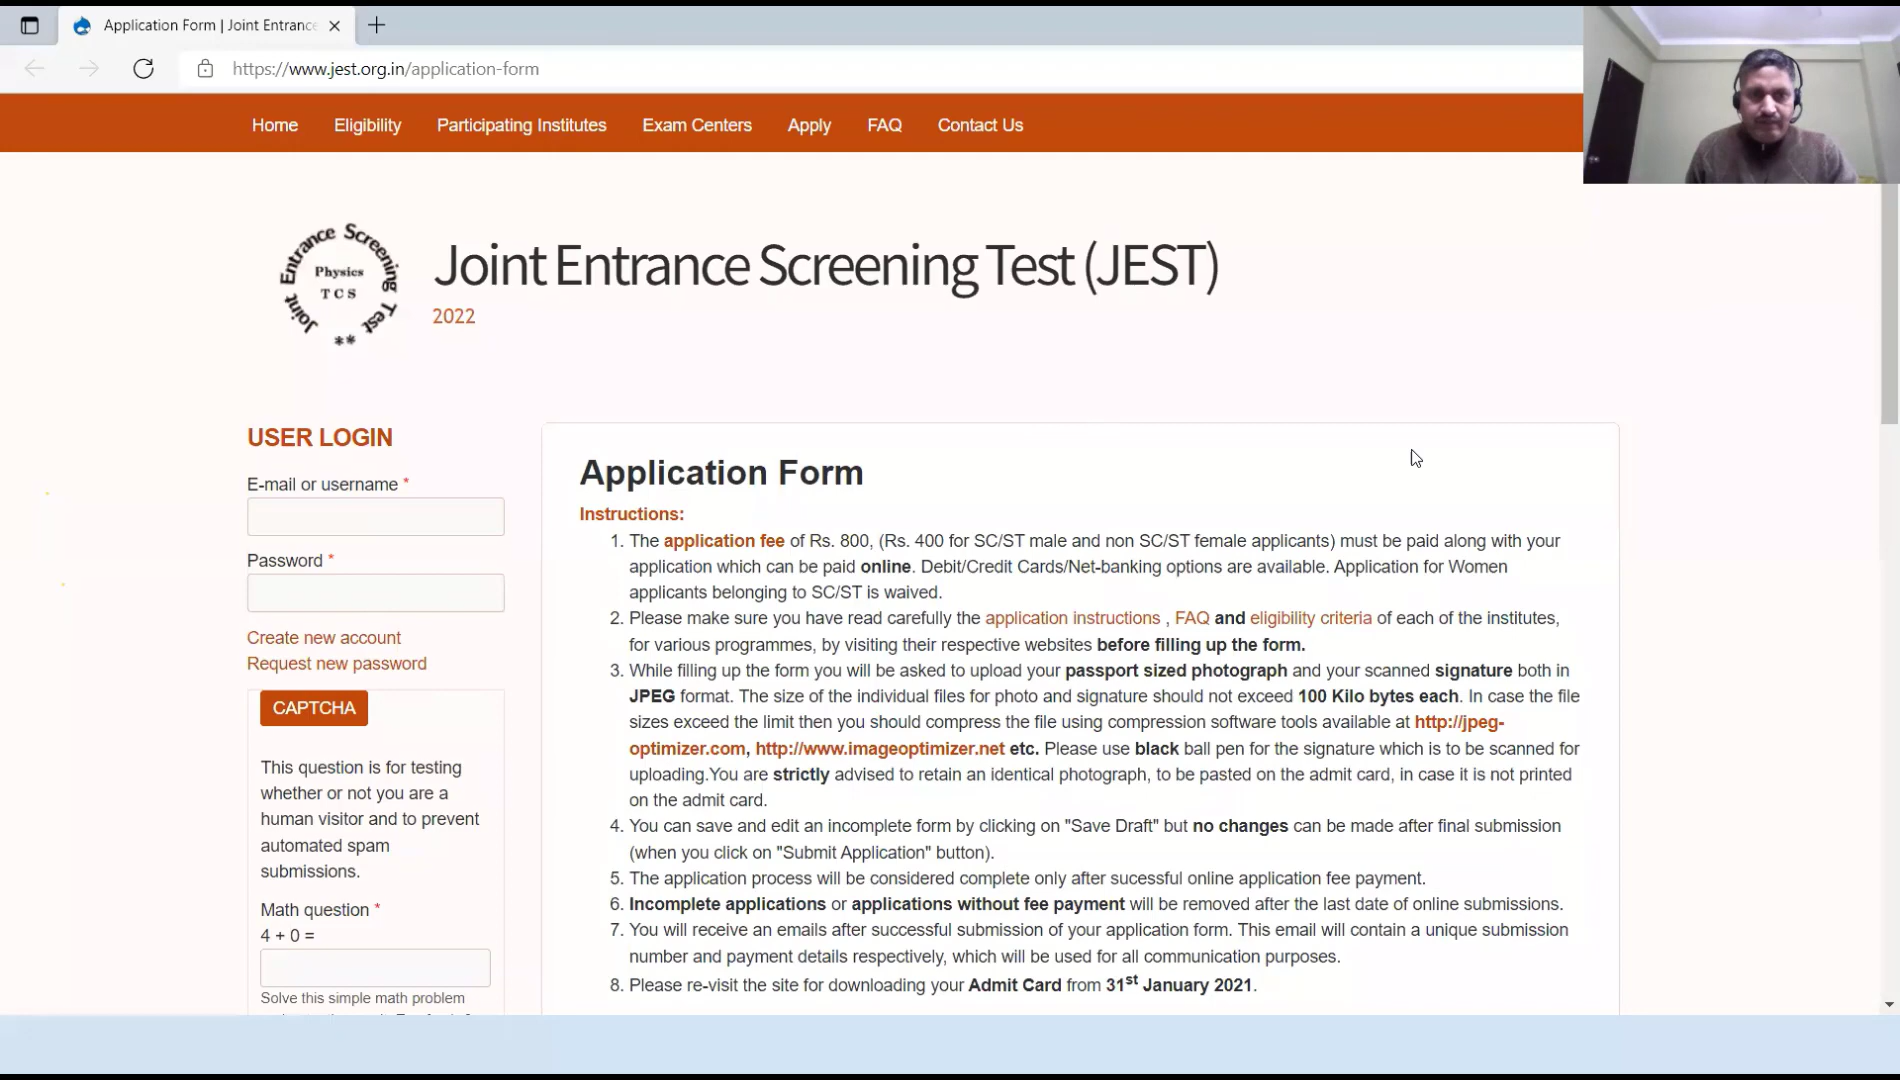 Application Form | Joint Entrance
https://www.jest.org.in/application-form
Home Eligibility Participating Institutes Exam Centers Apply FAQ Contact Us
Joint Entrance Screening Test **
Physics
TCS
Joint Entrance Screening Test (JEST)
2022
USER LOGIN
E-mail or username *
Password *
Create new account
Request new password
CAPTCHA
This question is for testing
whether or not you are a
human visitor and to prevent
automated spam
submissions.
Math question *
4 + 0 =
Solve this simple math problem
Application Form
Instructions:
1. The application fee of Rs. 800, (Rs. 400 for SC/ST male and non SC/ST female applicants) must be paid along with your
application which can be paid online. Debit/Credit Cards/Net-banking options are available. Application for Women
applicants belonging to SC/ST is waived.
2. Please make sure you have read carefully the application instructions , FAQ and eligibility criteria of each of the institutes,
for various programmes, by visiting their respective websites before filling up the form.
3. While filling up the form you will be asked to upload your passport sized photograph and your scanned signature both in
JPEG format. The size of the individual files for photo and signature should not exceed 100 Kilo bytes each. In case the file
sizes exceed the limit then you should compress the file using compression software tools available at http://jpeg-
optimizer.com, http://www.imageoptimizer.net etc. Please use black ball pen for the signature which is to be scanned for
uploading.You are strictly advised to retain an identical photograph, to be pasted on the admit card, in case it is not printed
on the admit card.
4. You can save and edit an incomplete form by clicking on "Save Draft" but no changes can be made after final submission
(when you click on "Submit Application" button).
5. The application process will be considered complete only after sucessful online application fee payment.
6. Incomplete applications or applications without fee payment will be removed after the last date of online submissions.
7. You will receive an emails after successful submission of your application form. This email will contain a unique submission
number and payment details respectively, which will be used for all communication purposes.
8. Please re-visit the site for downloading your Admit Card from 31st January 2021.